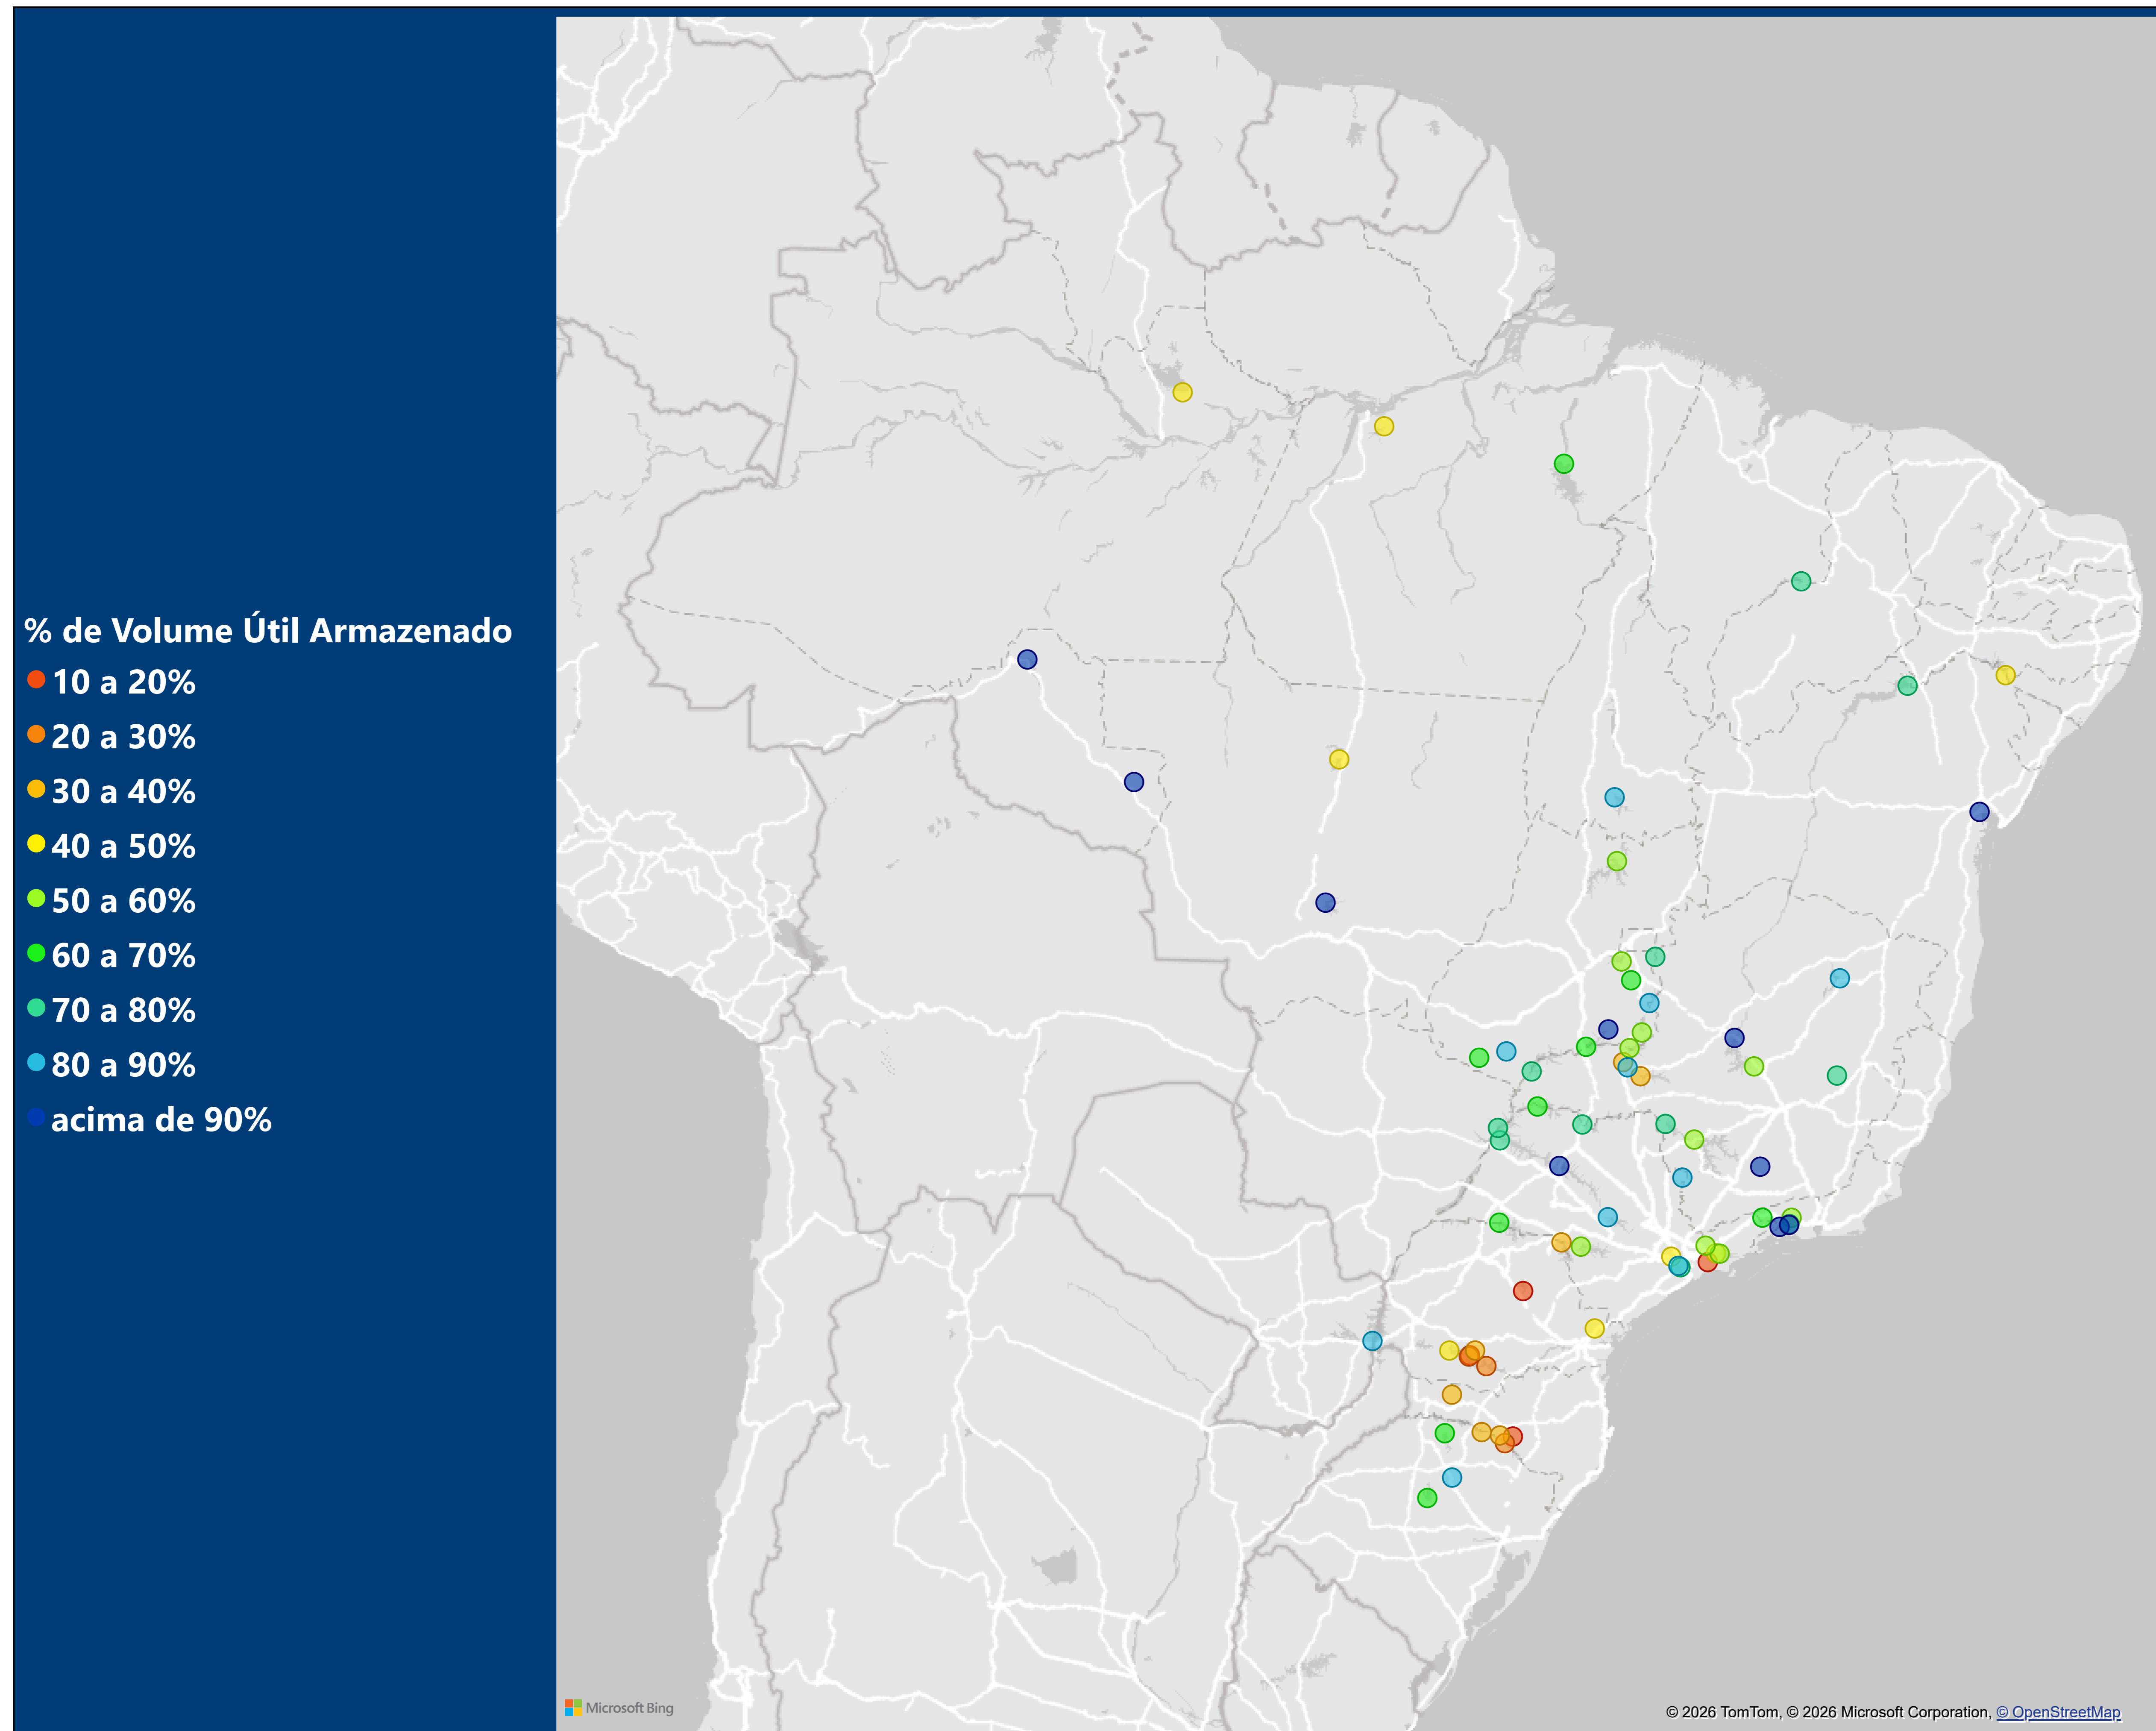 % de Volume Útil Armazenado
10 a 20%
20 a 30%
30 a 40%
40 a 50%
50 a 60%
60 a 70%
70 a 80%
80 a 90%
acima de 90%
Microsoft Bing
© 2026 TomTom, © 2026 Microsoft Corporation, © OpenStreetMap